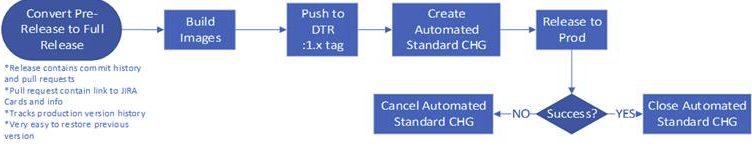 Convert Pre-
Release to Full
Release
Build
Images
Push to
DTR
:1.x tag
Create
Automated
Standard CHG
Release to
Prod
*Release contains commit history
and pull requests
*Pull request contain link to JIRA
Cards and info
*Tracks production version history
*Very easy to restore previous
version
Cancel Automated
Standard CHG
NO
Success?
YES
Close Automated
Standard CHG